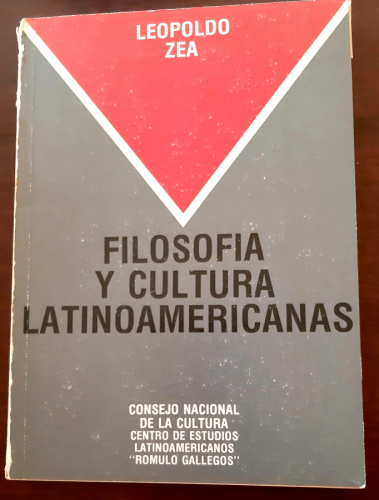 LEOPOLDO
ZEA
FILOSOFIA
Y CULTURA
LATINOAMERICANAS
CONSEJO NACIONAL
DE LA CULTURA
CENTRO DE ESTUDIOS
LATINOAMERICANOS
"ROMULO GALLEGOS"